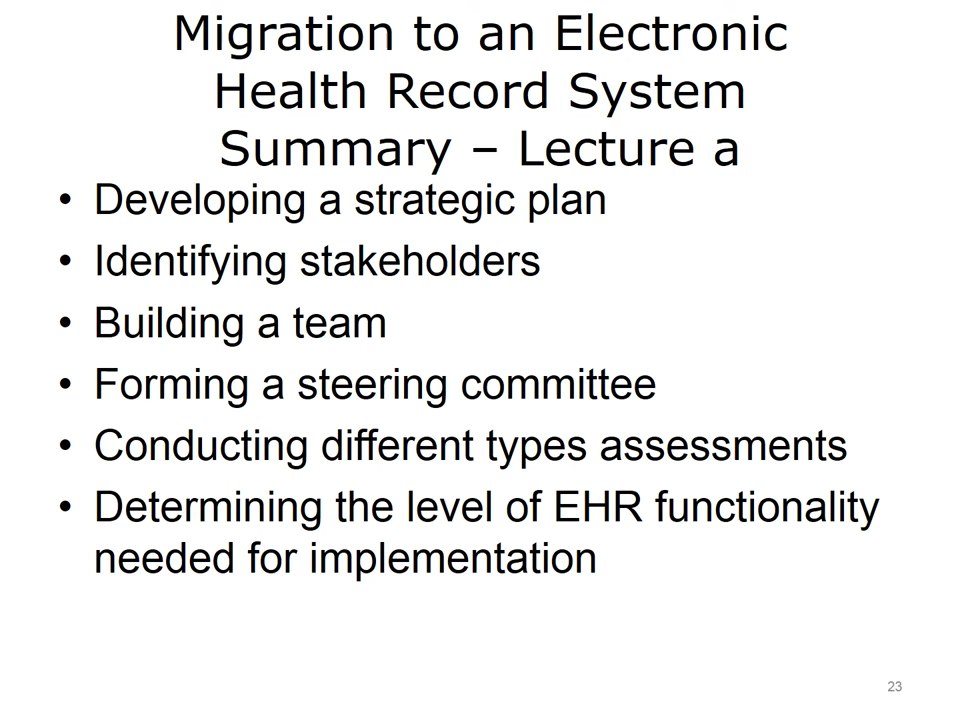 Migration to an Electronic
Health Record System
Summary – Lecture a
• Developing a strategic plan
• Identifying stakeholders
• Building a team
• Forming a steering committee
• Conducting different types assessments
• Determining the level of EHR functionality
needed for implementation
23